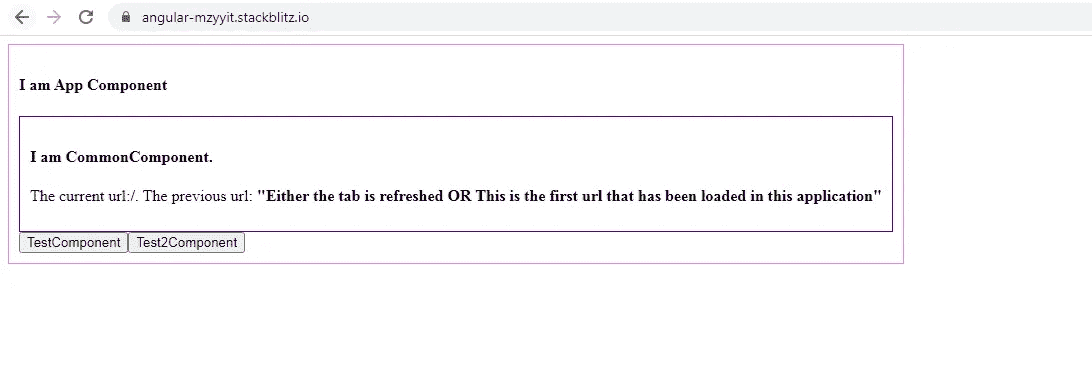 angular-mzyyit.stackblitz.io
I am App Component
I am CommonComponent.
The current url:/. The previous url: "Either the tab is refreshed OR This is the first url that has been loaded in this application"
TestComponent Test2Component